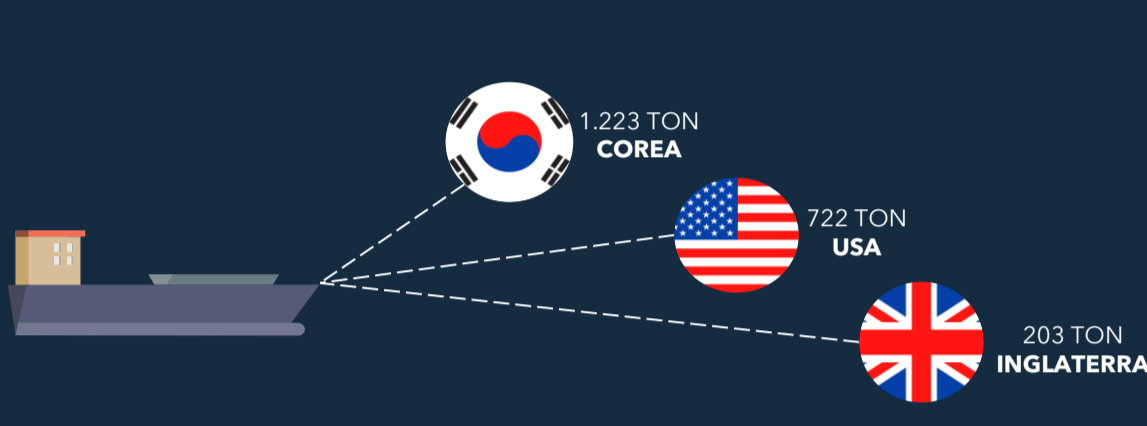 1.223 TON
COREA
722 TON
USA
203 TON
INGLATERRA